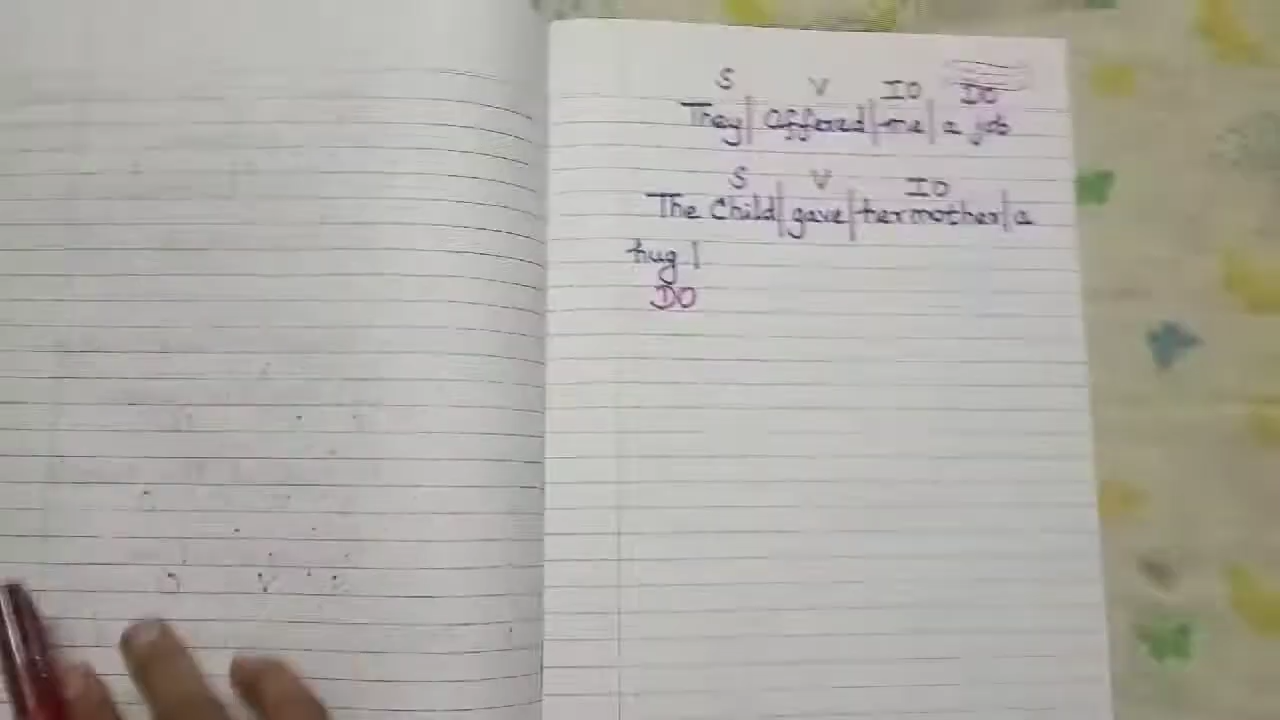 S V IO DO
They| offered |me| a job
S V IO
The Child| gave| her mother| a
hug |
DO